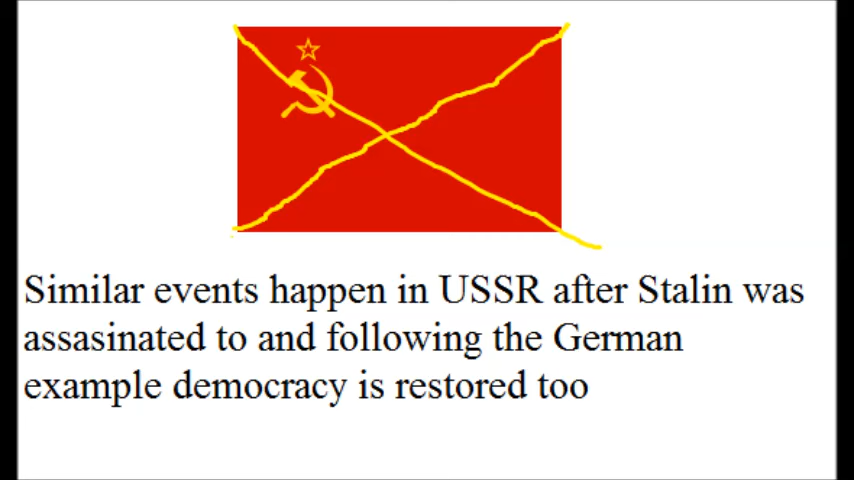 Similar events happen in USSR after Stalin was
assasinated to and following the German
example democracy is restored too